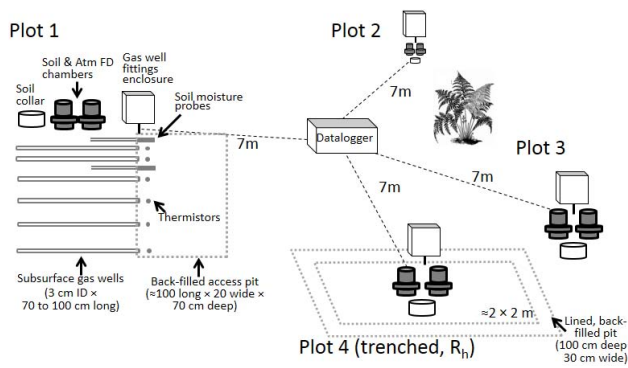 Plot 1
Soil & Atm FD
chambers
Gas well
fittings
enclosure
Soil
collar
Soil moisture
probes
7m
Thermistors
Subsurface gas wells
(3 cm ID ×
70 to 100 cm long)
Back-filled access pit
(≈100 long × 20 wide ×
70 cm deep)
Plot 2
7m
Datalogger
7m
Plot 3
7m
≈2 × 2 m
Lined, back-
filled pit
(100 cm deep
30 cm wide)
Plot 4 (trenched, Rh)